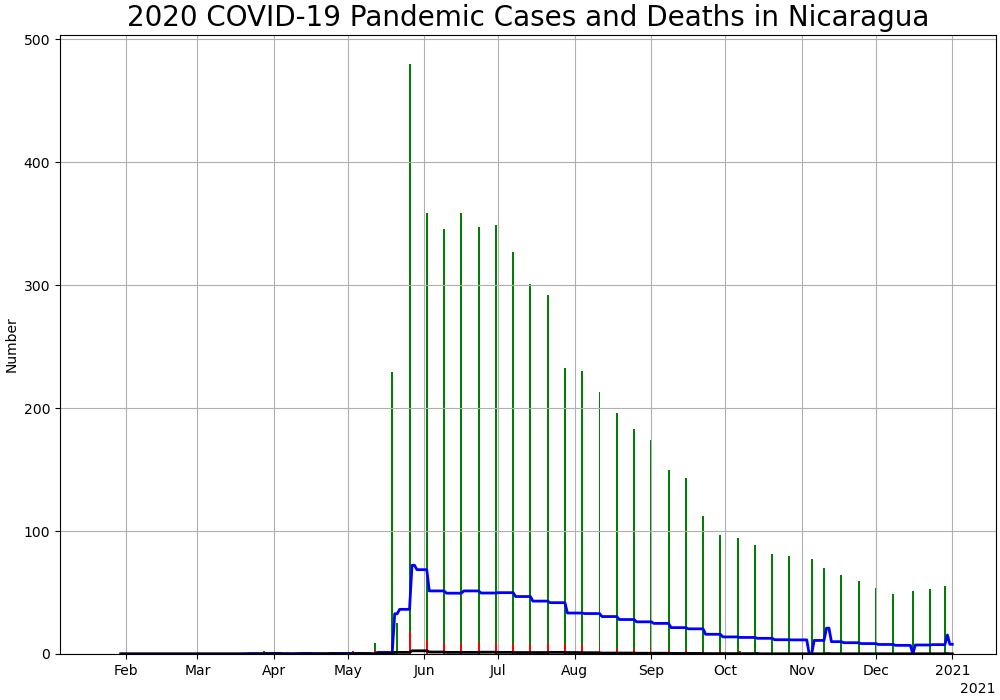 2020 COVID-19 Pandemic Cases and Deaths in Nicaragua
500
400
300
200
100
0
Number
Feb Mar Apr May Jun Jul Aug Sep Oct Nov Dec 2021
2021